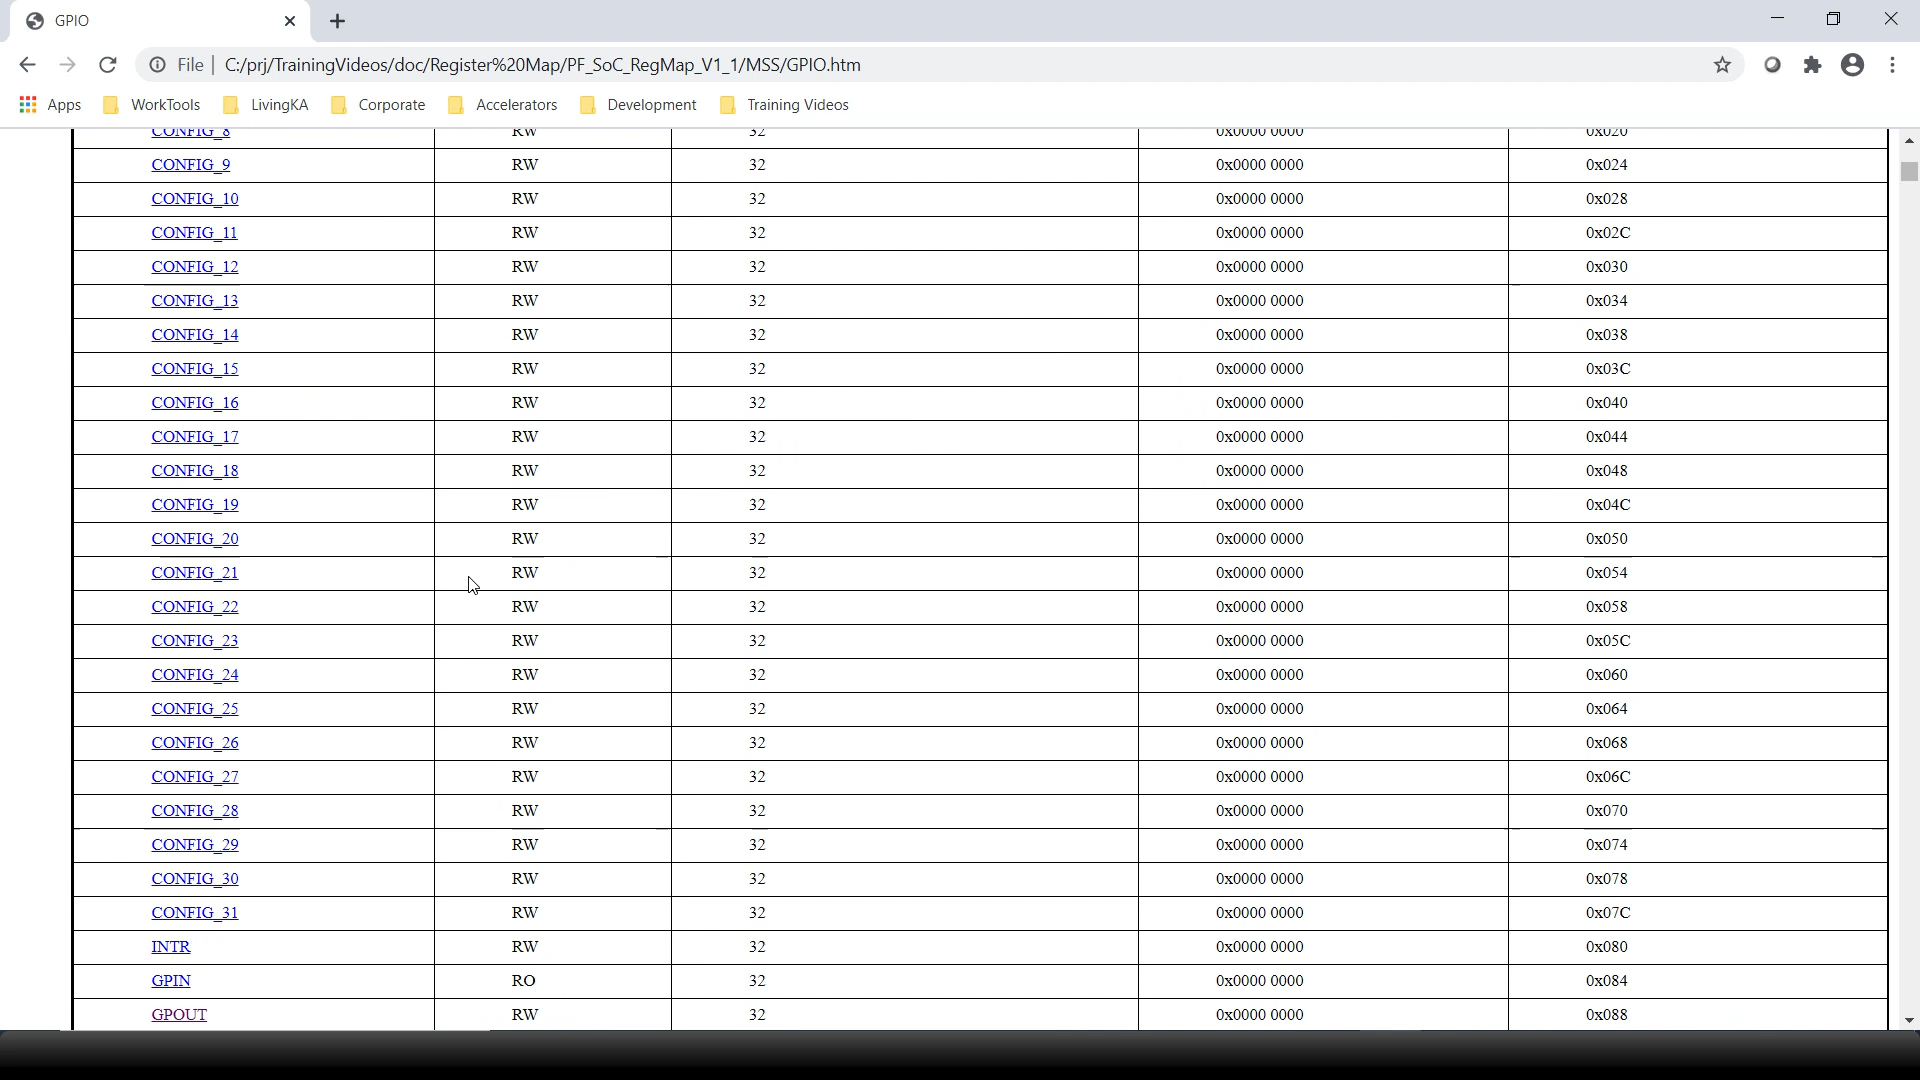 GPIO
File | C:/prj/TrainingVideos/doc/Register%20Map/PF_SoC_RegMap_V1_1/MSS/GPIO.htm
Apps WorkTools LivingKA Corporate Accelerators Development Training Videos
CONFIG_8 RW 32 0x0000 0000 0x020
CONFIG_9 RW 32 0x0000 0000 0x024
CONFIG_10 RW 32 0x0000 0000 0x028
CONFIG_11 RW 32 0x0000 0000 0x02C
CONFIG_12 RW 32 0x0000 0000 0x030
CONFIG_13 RW 32 0x0000 0000 0x034
CONFIG_14 RW 32 0x0000 0000 0x038
CONFIG_15 RW 32 0x0000 0000 0x03C
CONFIG_16 RW 32 0x0000 0000 0x040
CONFIG_17 RW 32 0x0000 0000 0x044
CONFIG_18 RW 32 0x0000 0000 0x048
CONFIG_19 RW 32 0x0000 0000 0x04C
CONFIG_20 RW 32 0x0000 0000 0x050
CONFIG_21 RW 32 0x0000 0000 0x054
CONFIG_22 RW 32 0x0000 0000 0x058
CONFIG_23 RW 32 0x0000 0000 0x05C
CONFIG_24 RW 32 0x0000 0000 0x060
CONFIG_25 RW 32 0x0000 0000 0x064
CONFIG_26 RW 32 0x0000 0000 0x068
CONFIG_27 RW 32 0x0000 0000 0x06C
CONFIG_28 RW 32 0x0000 0000 0x070
CONFIG_29 RW 32 0x0000 0000 0x074
CONFIG_30 RW 32 0x0000 0000 0x078
CONFIG_31 RW 32 0x0000 0000 0x07C
INTR RW 32 0x0000 0000 0x080
GPIN RO 32 0x0000 0000 0x084
GPOUT RW 32 0x0000 0000 0x088